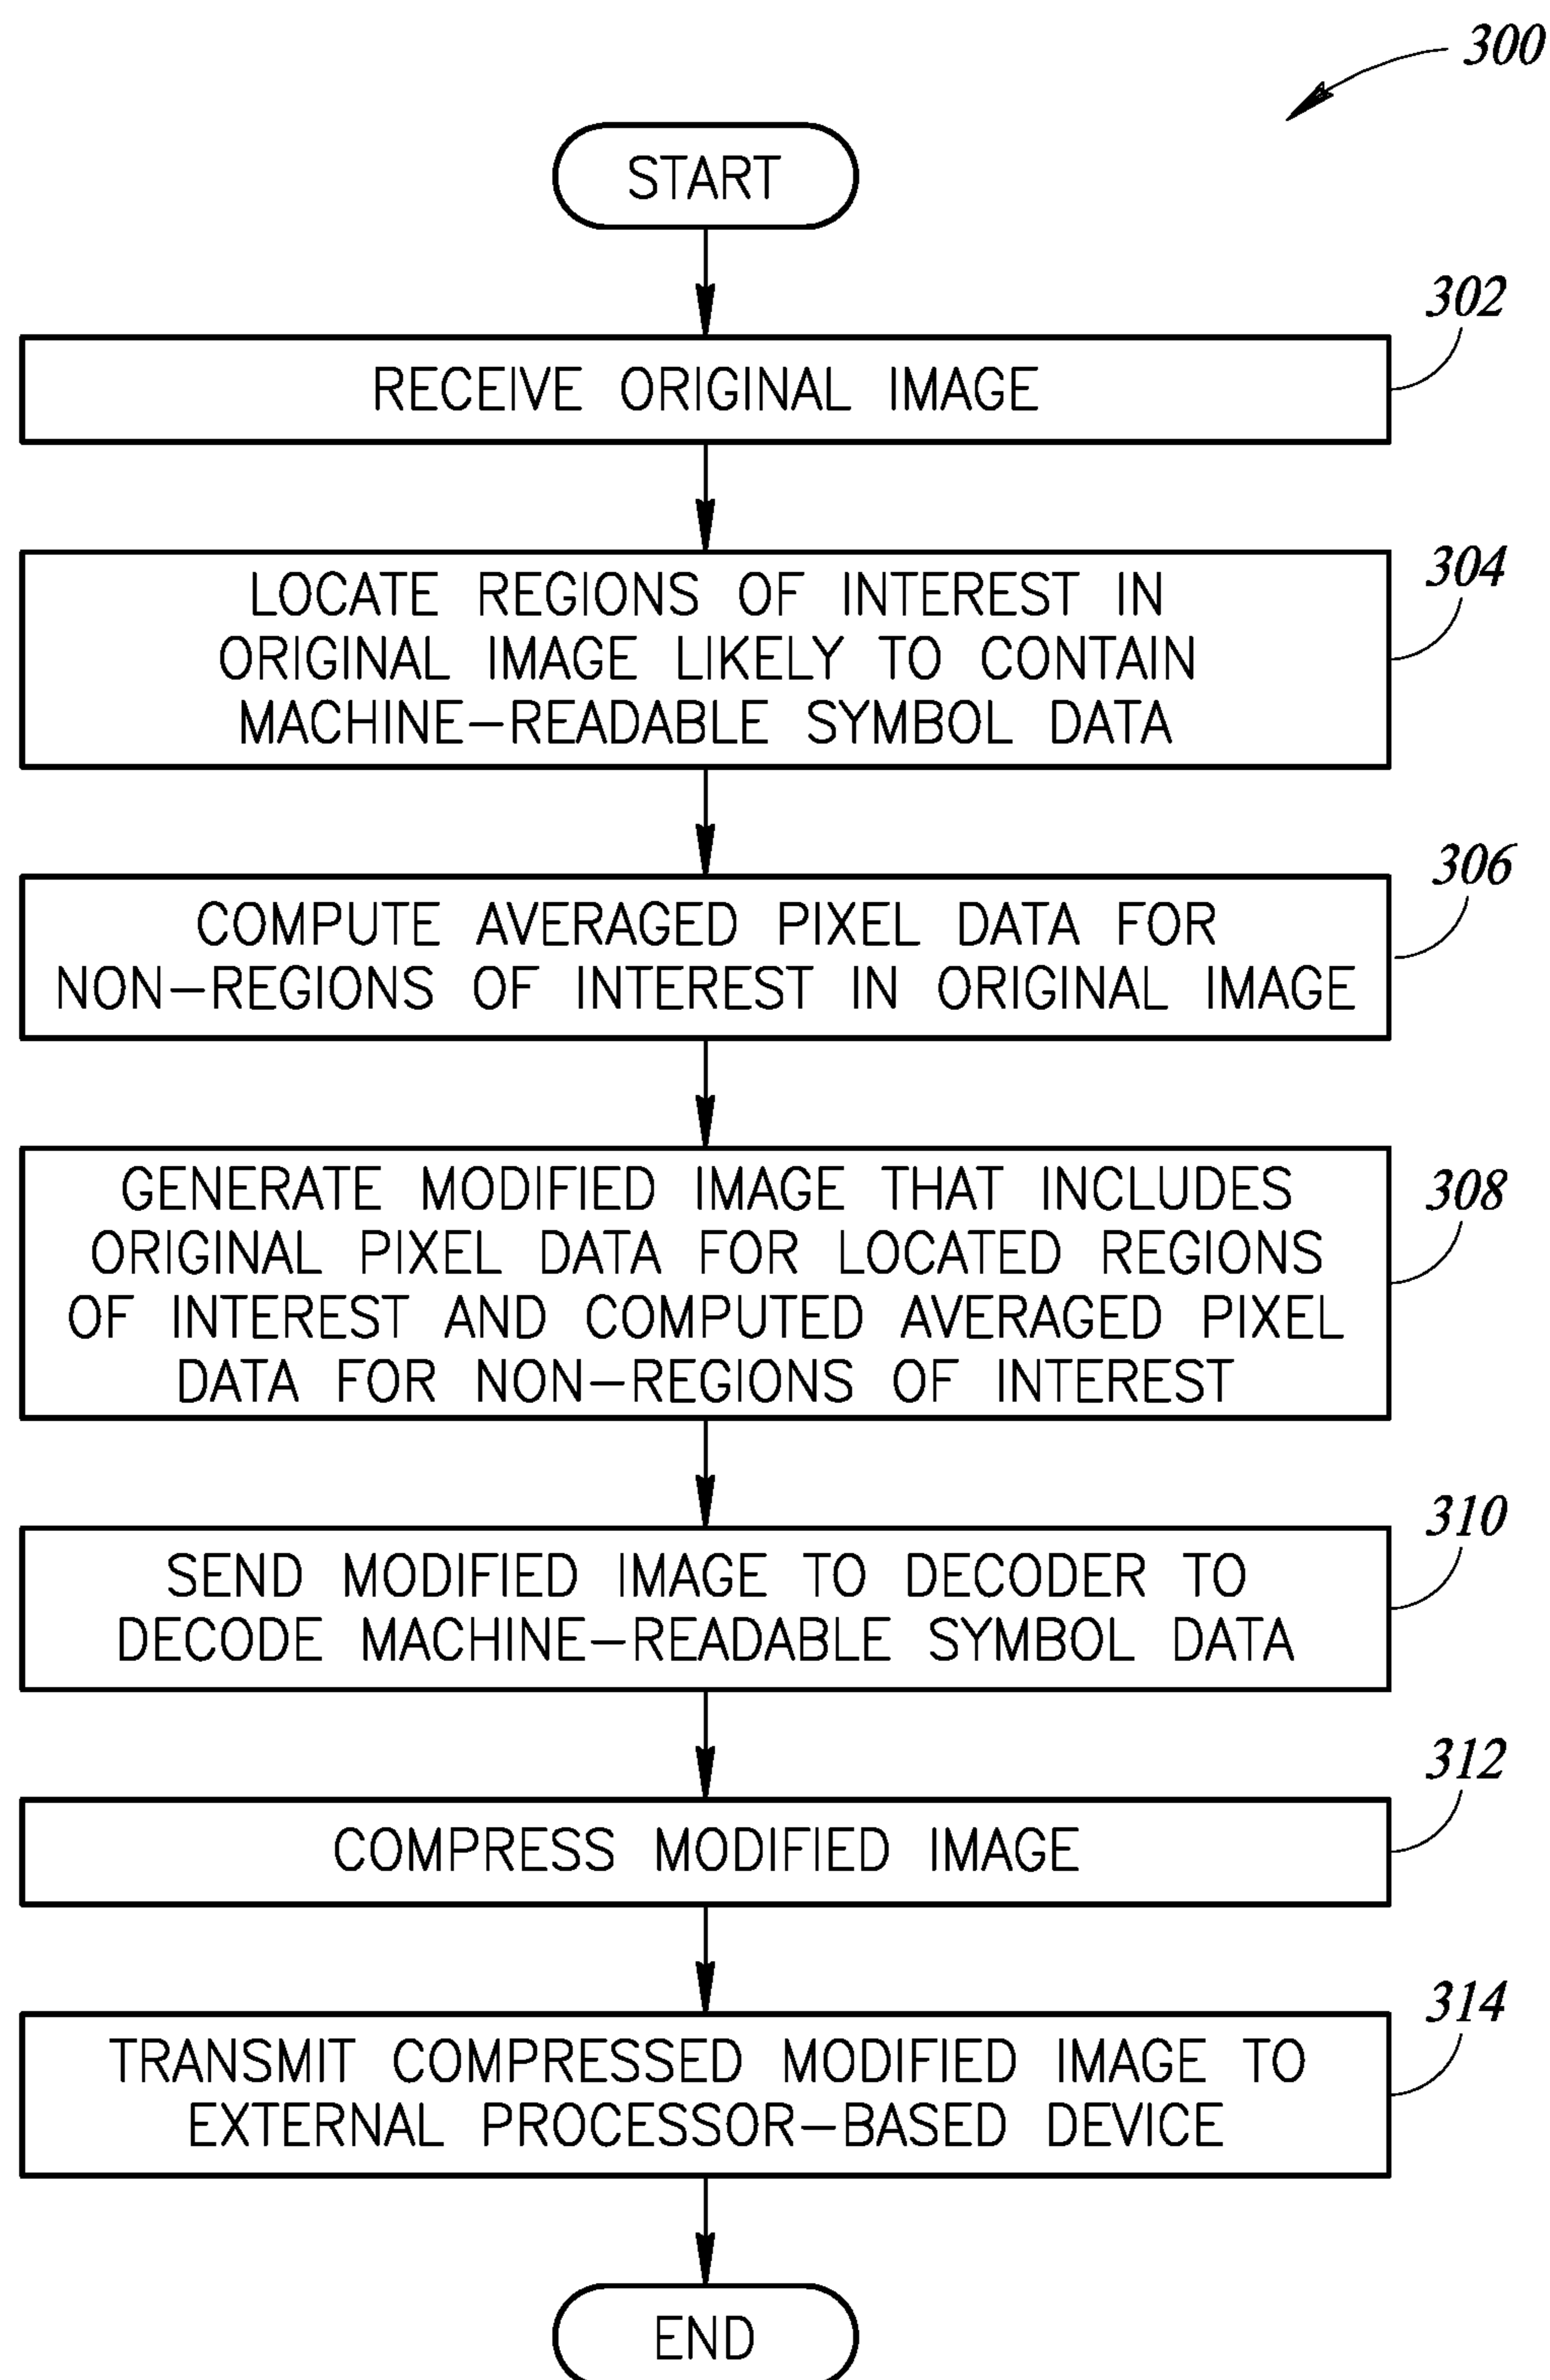 300
START
302
RECEIVE ORIGINAL IMAGE
304
LOCATE REGIONS OF INTEREST IN
ORIGINAL IMAGE LIKELY TO CONTAIN
MACHINE-READABLE SYMBOL DATA
306
COMPUTE AVERAGED PIXEL DATA FOR
NON-REGIONS OF INTEREST IN ORIGINAL IMAGE
308
GENERATE MODIFIED IMAGE THAT INCLUDES
ORIGINAL PIXEL DATA FOR LOCATED REGIONS
OF INTEREST AND COMPUTED AVERAGED PIXEL
DATA FOR NON-REGIONS OF INTEREST
310
SEND MODIFIED IMAGE TO DECODER TO
DECODE MACHINE-READABLE SYMBOL DATA
312
COMPRESS MODIFIED IMAGE
314
TRANSMIT COMPRESSED MODIFIED IMAGE TO
EXTERNAL PROCESSOR-BASED DEVICE
END